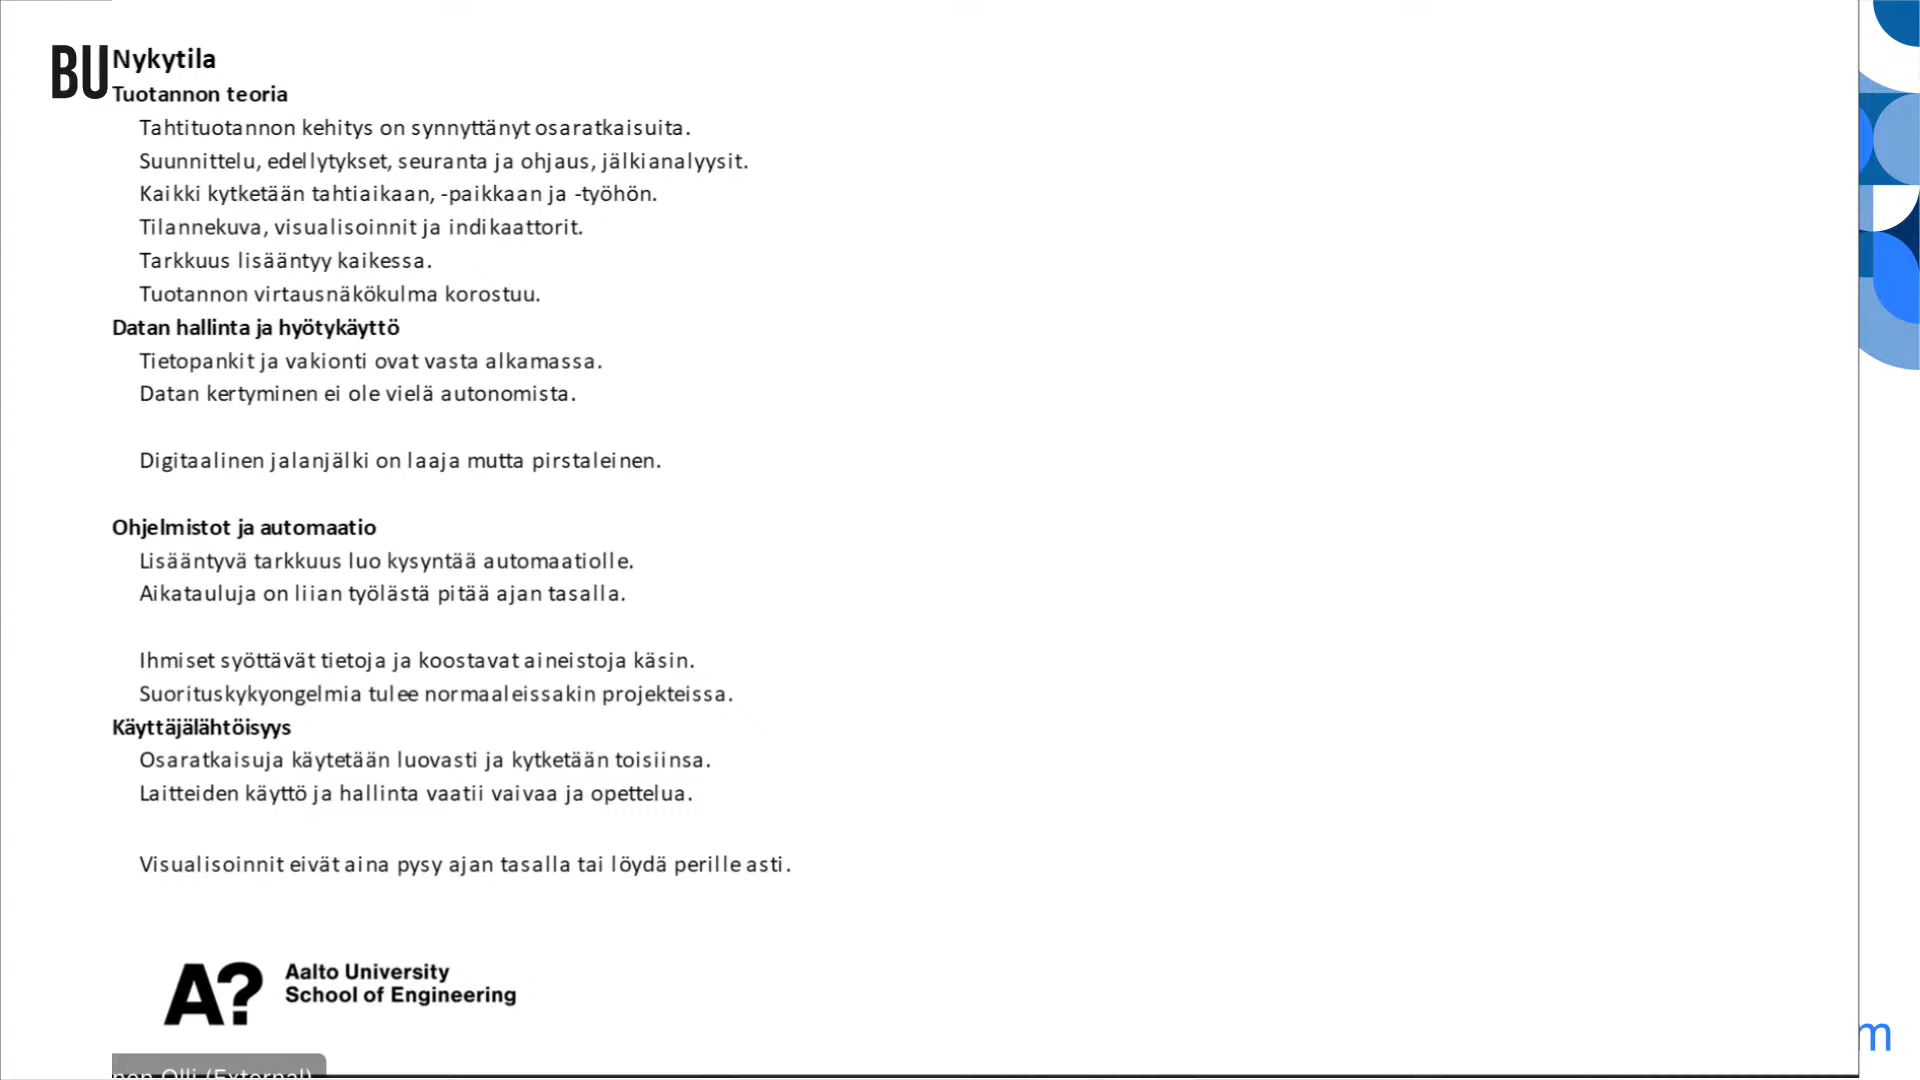 BU
Nykytila
Tuotannon teoria
Tahtituotannon kehitys on synnyttänyt osaratkaisuita.
Suunnittelu, edellytykset, seuranta ja ohjaus, jälkianalyysit.
Kaikki kytketään tahtiaikaan, -paikkaan ja -työhön.
Tilannekuva, visualisoinnit ja indikaattorit.
Tarkkuus lisääntyy kaikessa.
Tuotannon virtausnäkökulma korostuu.
Datan hallinta ja hyötykäyttö
Tietopankit ja vakionti ovat vasta alkamassa.
Datan kertyminen ei ole vielä autonomista.
Digitaalinen jalanjälki on laaja mutta pirstaleinen.
Ohjelmistot ja automaatio
Lisääntyvä tarkkuus luo kysyntää automaatiolle.
Aikatauluja on liian työlästä pitää ajan tasalla.
Ihmiset syöttävät tietoja ja koostavat aineistoja käsin.
Suorituskykyongelmia tulee normaaleissakin projekteissa.
Käyttäjälähtöisyys
Osaratkaisuja käytetään luovasti ja kytketään toisiinsa.
Laitteiden käyttö ja hallinta vaatii vaivaa ja opettelua.
Visualisoinnit eivät aina pysy ajan tasalla tai löydä perille asti.
A?
Aalto University
School of Engineering
m
Olli (External)